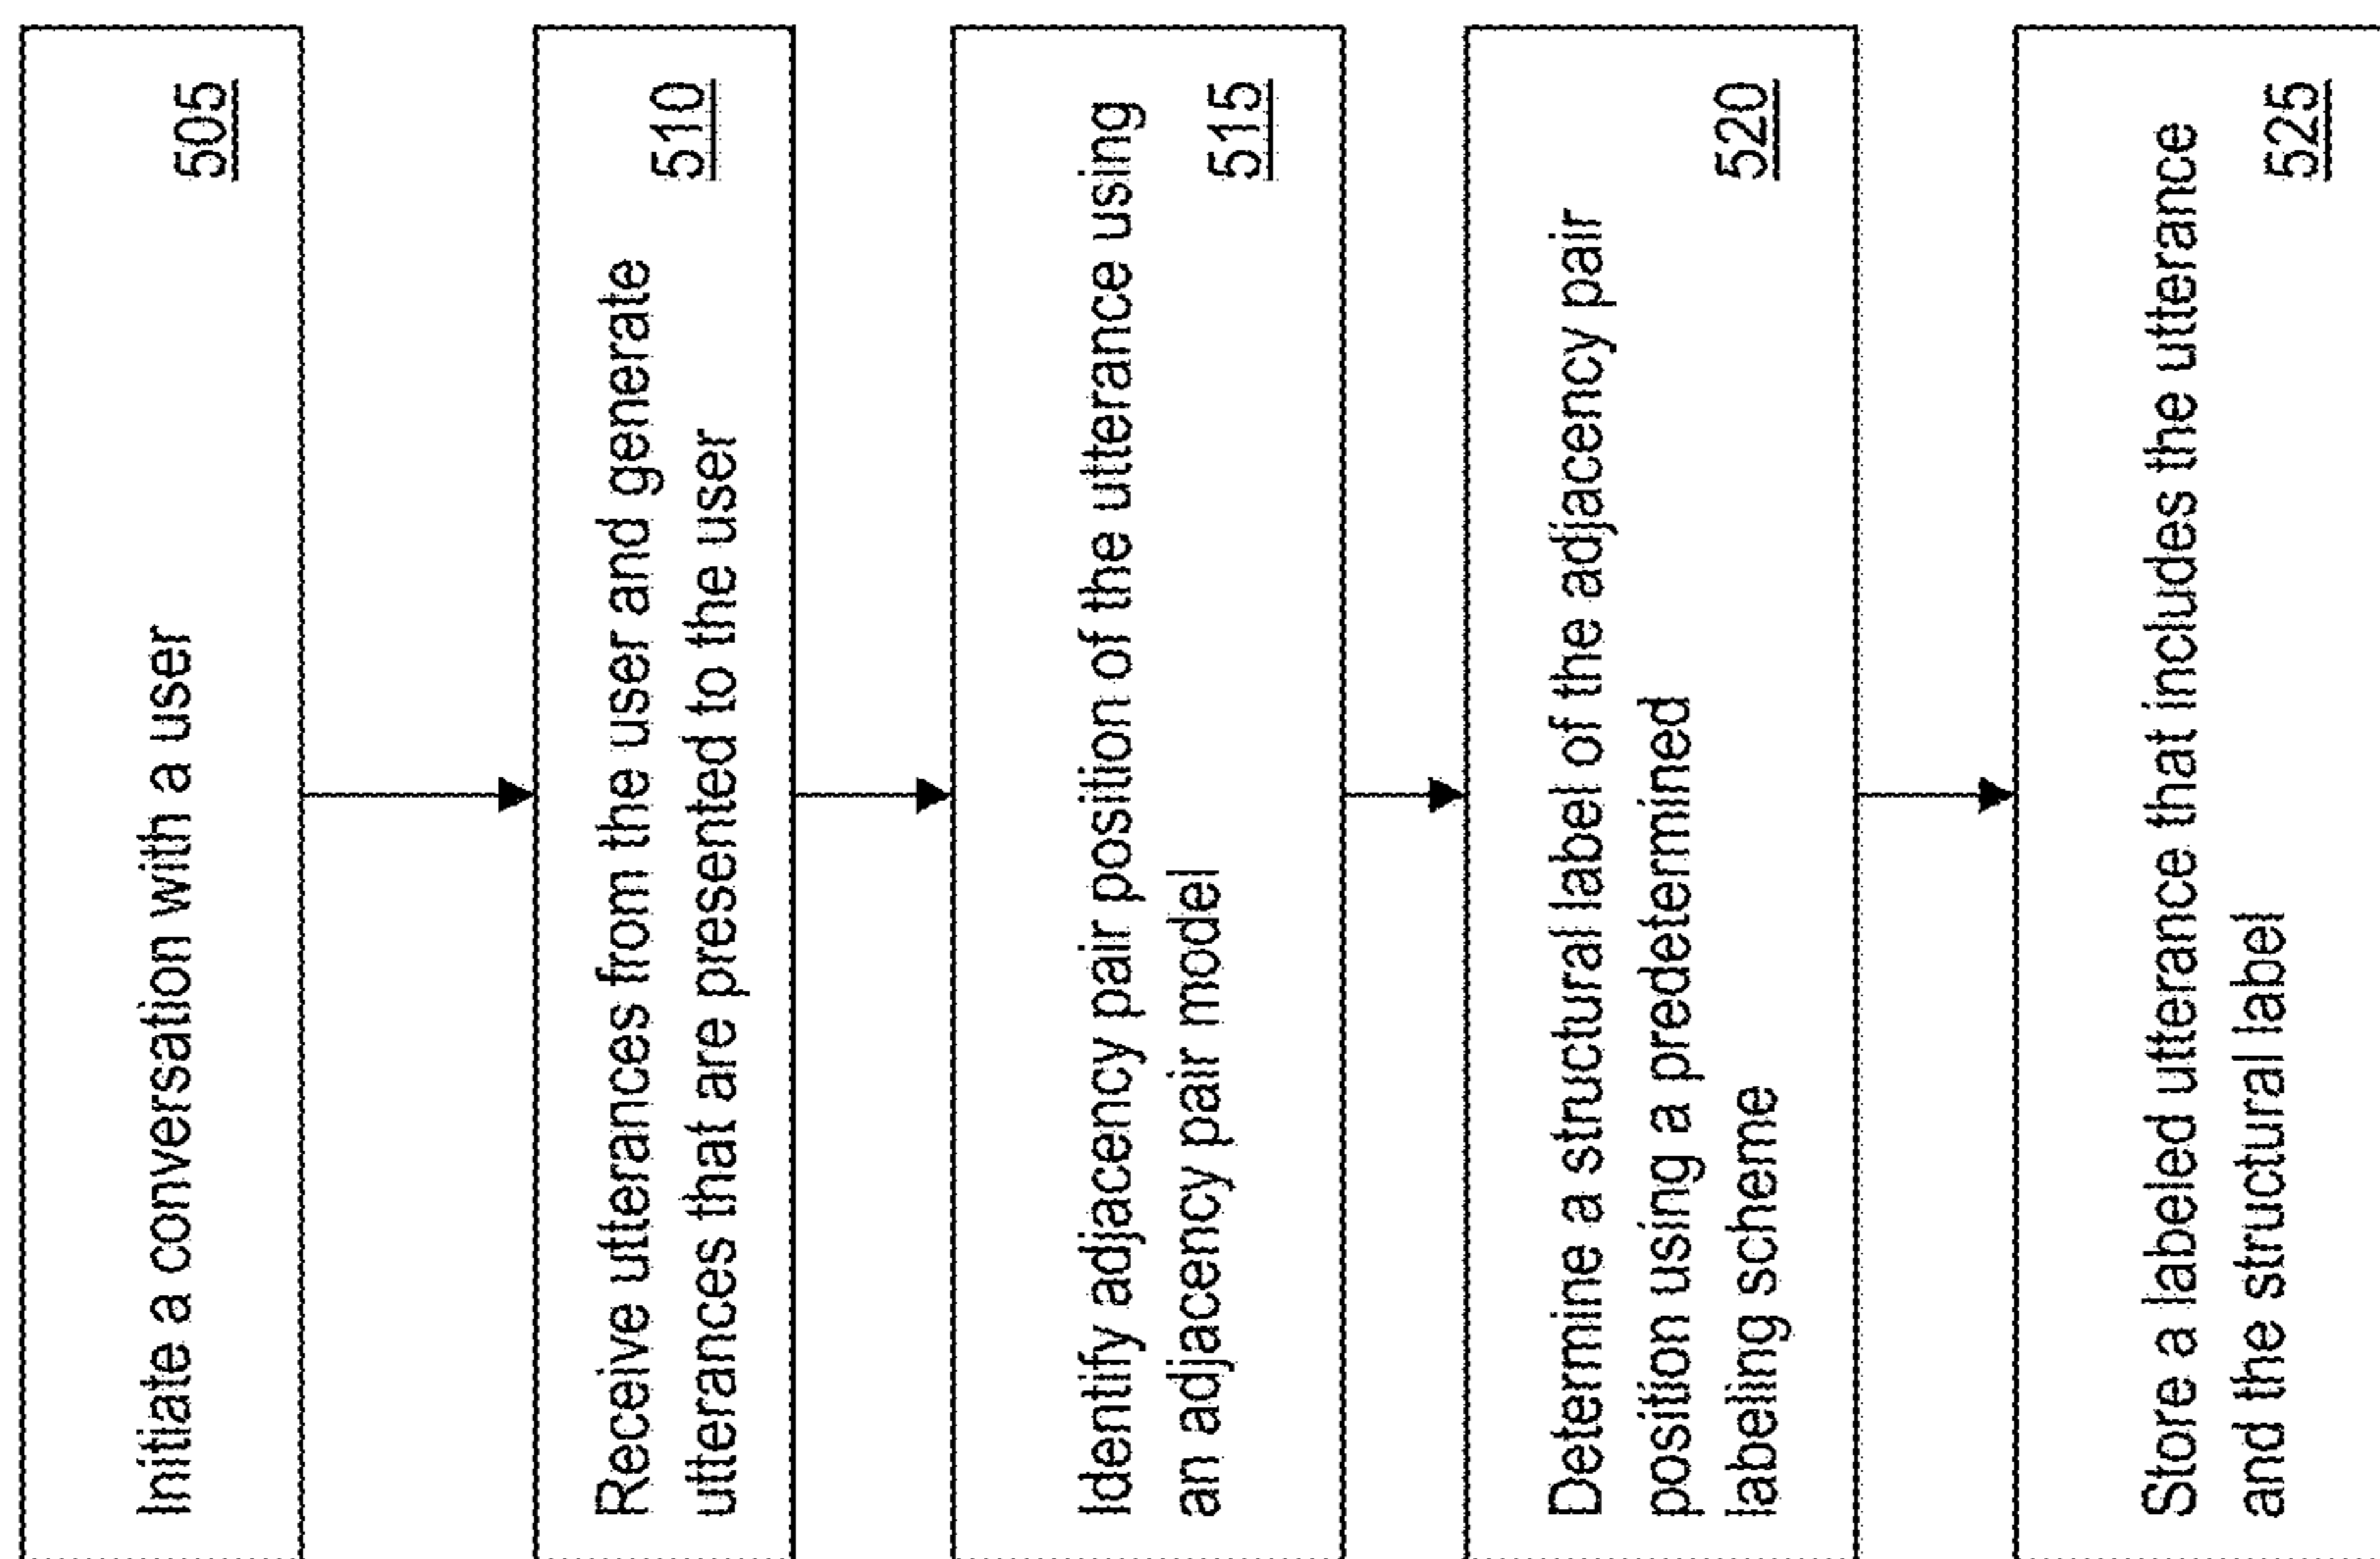 Initiate a conversation with a user
505
Receive utterances from the user and generate
utterances that are presented to the user
510
Identify adjacency pair position of the utterance using
an adjacency pair model
515
Determine a structural label of the adjacency pair
position using a predetermined
labeling scheme
520
Store a labeled utterance that includes the utterance
and the structural label
525